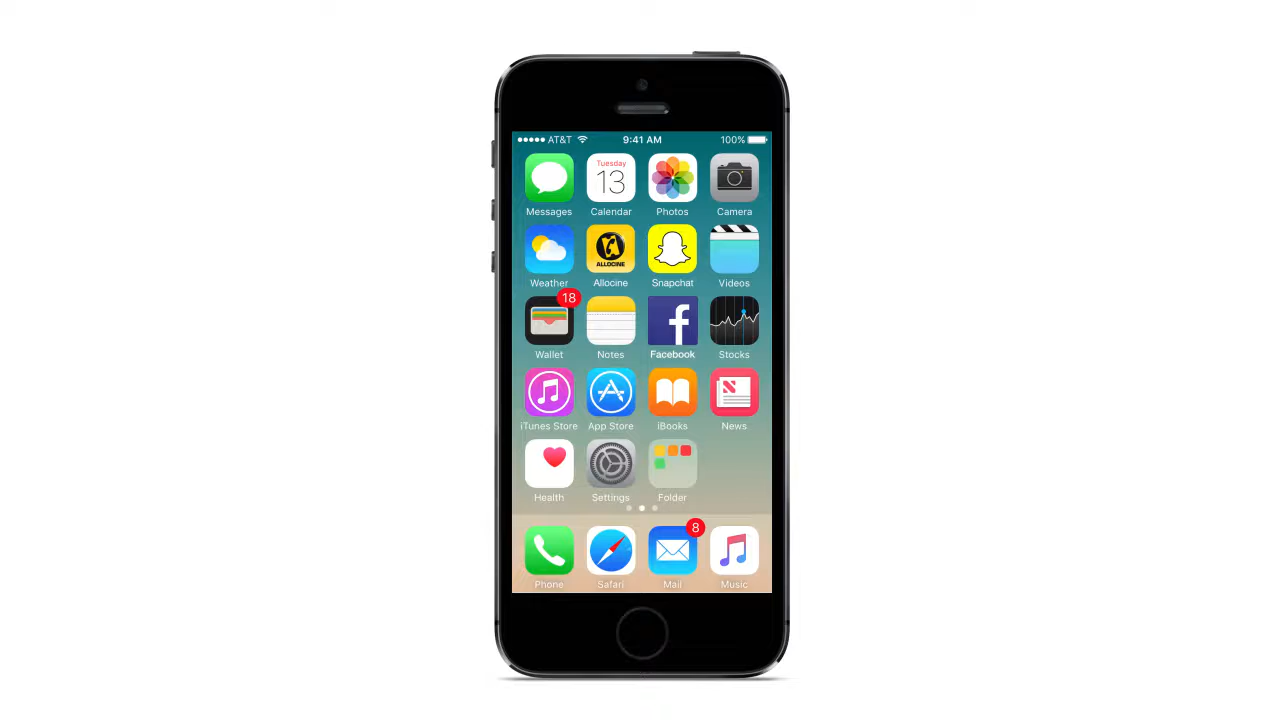 AT&T 9:41 AM 100%
Tuesday
13
Messages Calendar Photos Camera
ALLOCINE
Weather Allocine Snapchat Videos
18
f
Wallet Notes Facebook Stocks
N
iTunes Store App Store iBooks News
Health Settings Folder
8
Phone Safari Mail Music